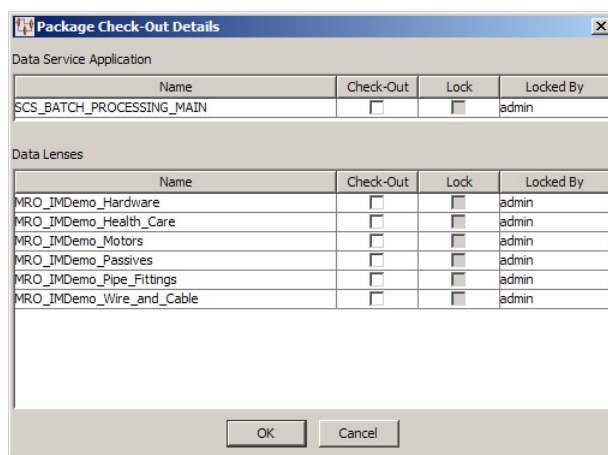 Package Check-Out Details
Data Service Application
Name Check-Out Lock Locked By
SCS_BATCH_PROCESSING_MAIN admin
Data Lenses
Name Check-Out Lock Locked By
MRO_IMDemo_Hardware admin
MRO_IMDemo_Health_Care admin
MRO_IMDemo_Motors admin
MRO_IMDemo_Passives admin
MRO_IMDemo_Pipe_Fittings admin
MRO_IMDemo_Wire_and_Cable admin
OK Cancel